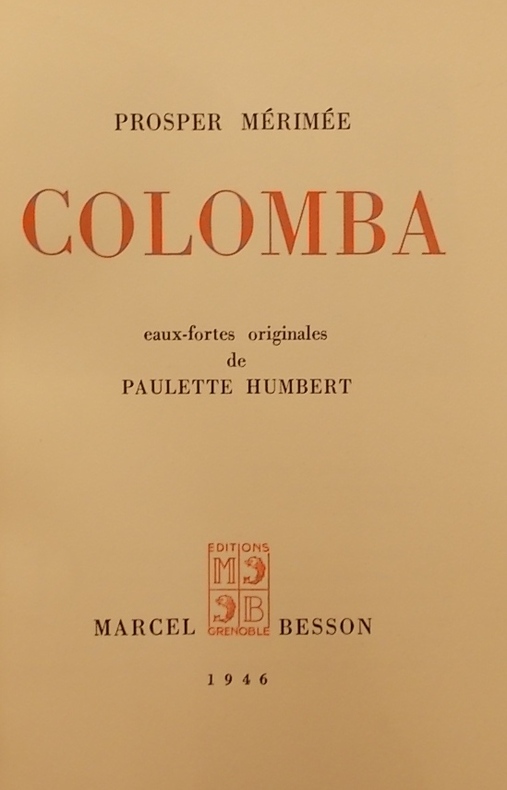 PROSPER MÉRIMÉE
COLOMBA
eaux-fortes originales
de
PAULETTE HUMBERT
EDITIONS
M
B
GRENOBLE
MARCEL BESSON
1946